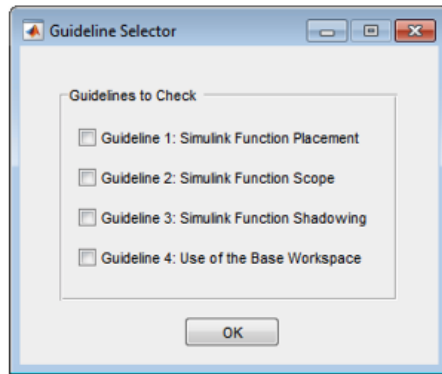 Guideline Selector
Guidelines to Check
Guideline 1: Simulink Function Placement
Guideline 2: Simulink Function Scope
Guideline 3: Simulink Function Shadowing
Guideline 4: Use of the Base Workspace
OK